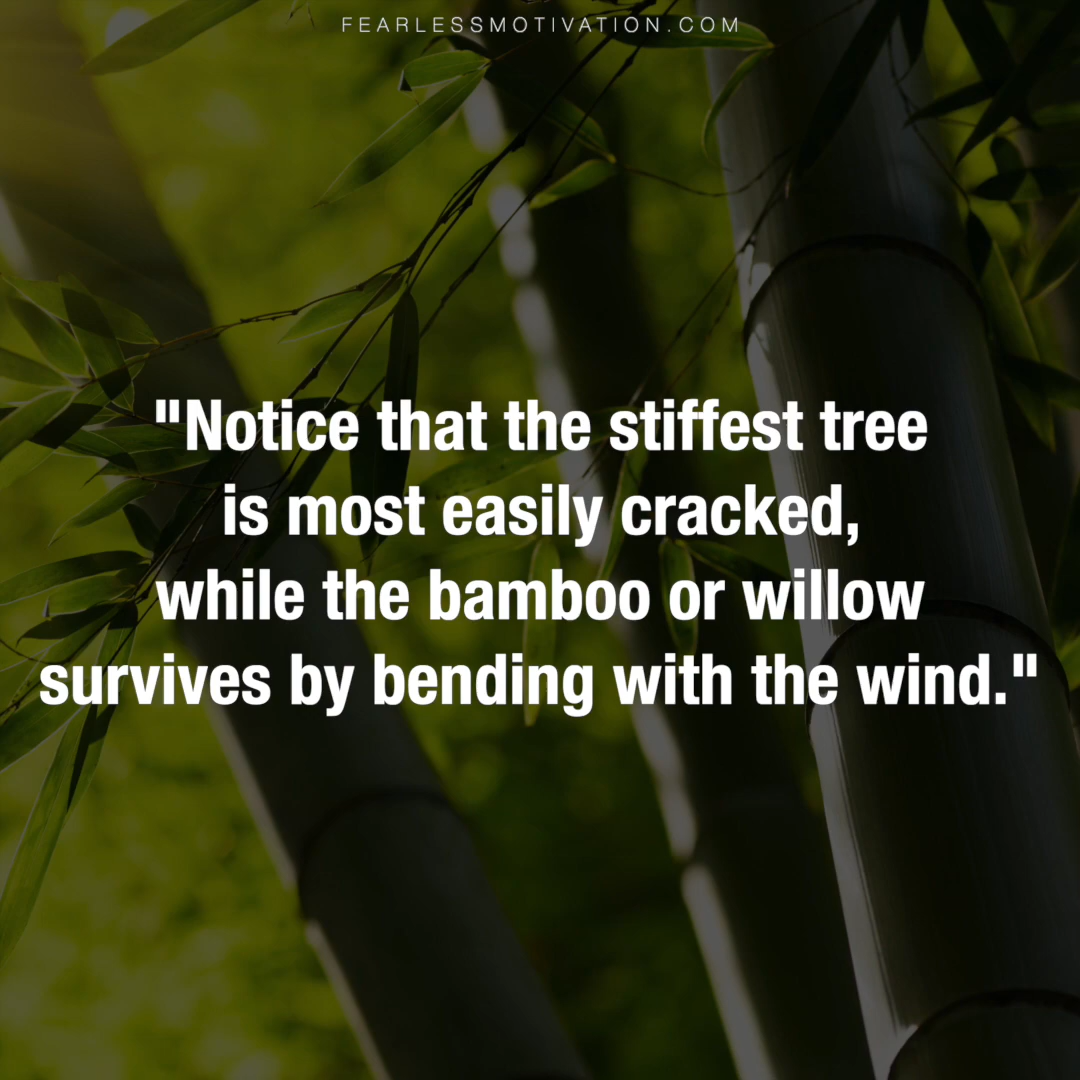 FEARLESSMOTIVATION.COM
"Notice that the stiffest tree
is most easily cracked,
while the bamboo or willow
survives by bending with the wind."